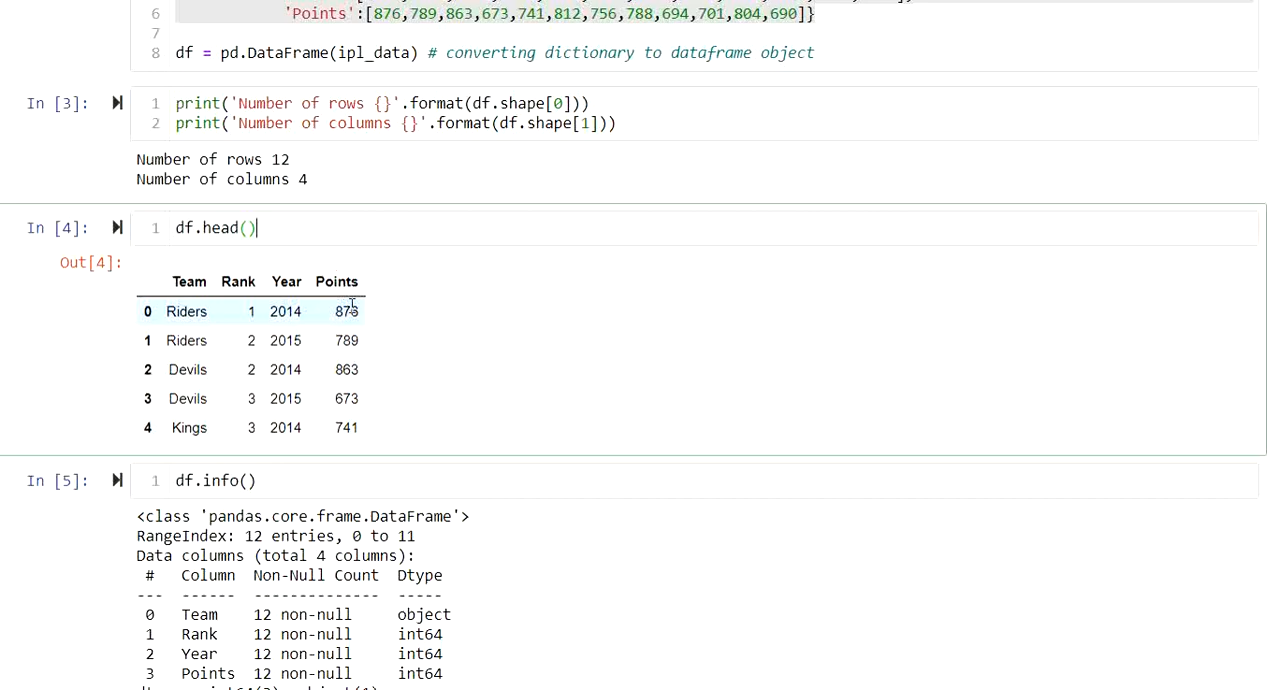 6 'Points':[876,789,863,673,741,812,756,788,694,701,804,690]}
7
8 df = pd.DataFrame(ipl_data) # converting dictionary to dataframe object
In [3]: 1 print('Number of rows {}'.format(df.shape[0]))
2 print('Number of columns {}'.format(df.shape[1]))
Number of rows 12
Number of columns 4
In [4]: 1 df.head()
Out[4]:
Team Rank Year Points
0 Riders 1 2014 876
1 Riders 2 2015 789
2 Devils 2 2014 863
3 Devils 3 2015 673
4 Kings 3 2014 741
In [5]: 1 df.info()
<class 'pandas.core.frame.DataFrame'>
RangeIndex: 12 entries, 0 to 11
Data columns (total 4 columns):
# Column Non-Null Count Dtype
--- ------ -------------- -----
0 Team 12 non-null object
1 Rank 12 non-null int64
2 Year 12 non-null int64
3 Points 12 non-null int64